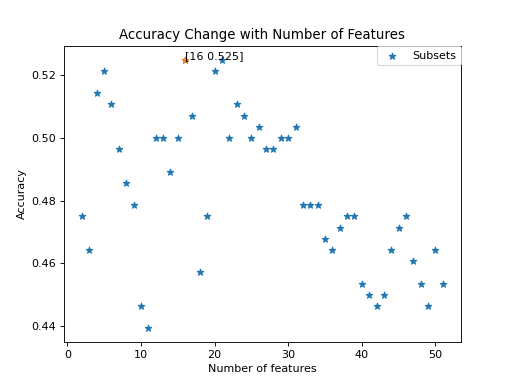 Accuracy Change with Number of Features
[16 0.525]
Subsets
0.52
0.50
0.48
0.46
0.44
Accuracy
0 10 20 30 40 50
Number of features